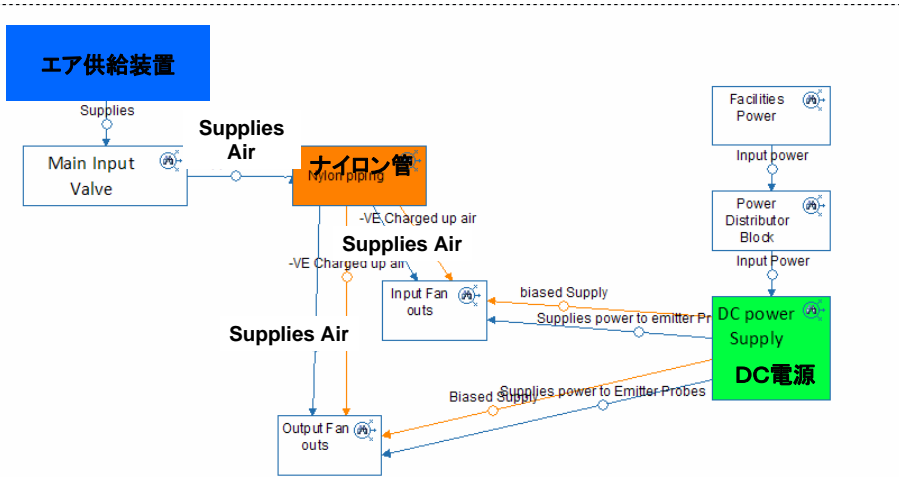 エア供給装置
Supplies
Main Input
Valve
Supplies
Air
ナイロン管
Nylon piping
-VE Charged up air
Supplies Air
-VE Charged up air
Supplies Air
Input Fan
outs
Output Fan
outs
Facilities
Power
Input power
Power
Distributor
Block
Input Power
biased Supply
Supplies power to emitter Pr
DC power
Supply
DC電源
Biased Supply
Supplies power to Emitter Probes